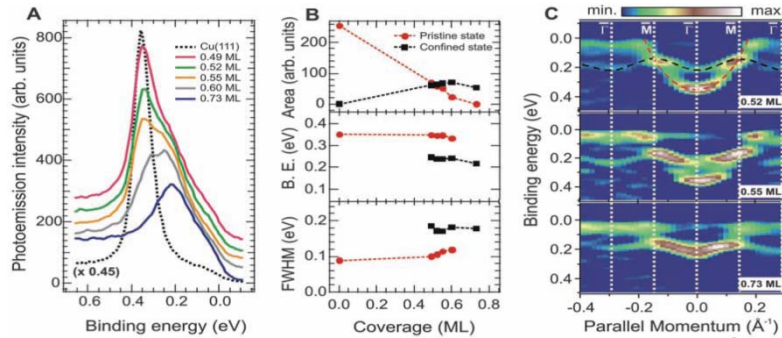 A
Photoemission intensity (arb. units)
800
600
400
200
0
Cu(111)
0.49 ML
0.52 ML
0.55 ML
0.60 ML
0.73 ML
(x 0.45)
0.6 0.4 0.2 0.0
Binding energy (eV)
B
Area (arb. units)
200
100
0
Pristine state
Confined state
B. E. (eV)
0.4
0.3
0.2
0.1
FWHM (eV)
0.2
0.1
0.0
0.0 0.2 0.4 0.6 0.8
Coverage (ML)
C
min. max.
Γ M Γ M Γ
Binding energy (eV)
0.0
0.2
0.4
0.52 ML
0.0
0.2
0.4
0.55 ML
0.0
0.2
0.4
0.73 ML
-0.4 -0.2 0.0 0.2 0.4
Parallel Momentum (Å⁻¹)